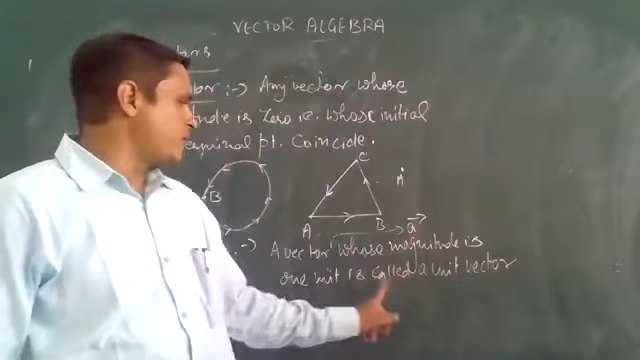 VECTOR ALGEBRA
:-> Any vector whose
is Zero i.e. whose initial
pt. Coincide.
C
B
A B
a
:-> A vector whose magnitude is
one unit is called a unit vector